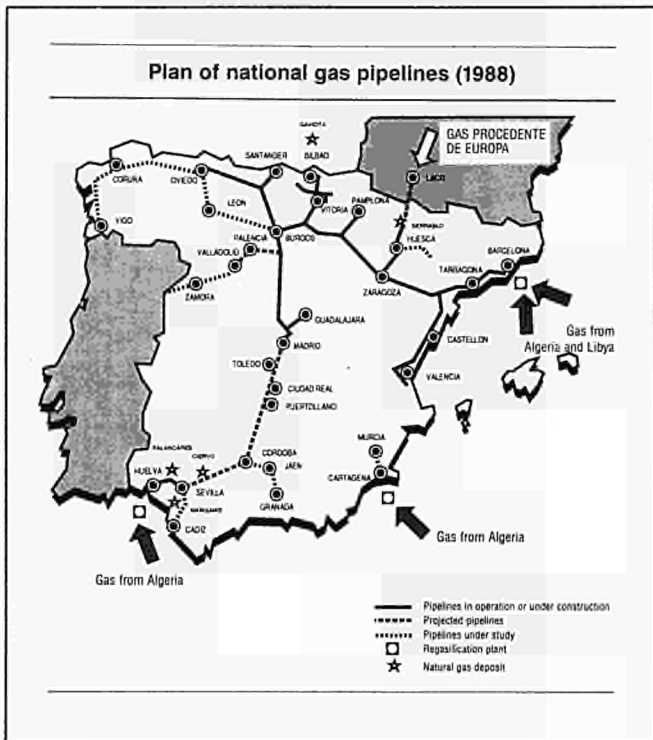 Plan of national gas pipelines (1988)
GAVIOTA
GAS PROCEDENTE
DE EUROPA
SANTANDER
BILBAO
CORUÑA
OVIEDO
LACQ
LEON
VITORIA
PAMPLONA
SERRABLO
VIGO
PALENCIA
BURGOS
HUESCA
VALLADOLID
BARCELONA
TARRAGONA
ZAMORA
ZARAGOZA
GUADALAJARA
Gas from
Algeria and Libya
MADRID
CASTELLON
TOLEDO
VALENCIA
CIUDAD REAL
PUERTOLLANO
MURCIA
PALANCARES
CORDOBA
HUELVA
JAEN
CARTAGENA
SEVILLA
GRANADA
CADIZ
Gas from Algeria
Gas from Algeria
Pipelines in operation or under construction
Projected pipelines
Pipelines under study
Regasification plant
Natural gas deposit